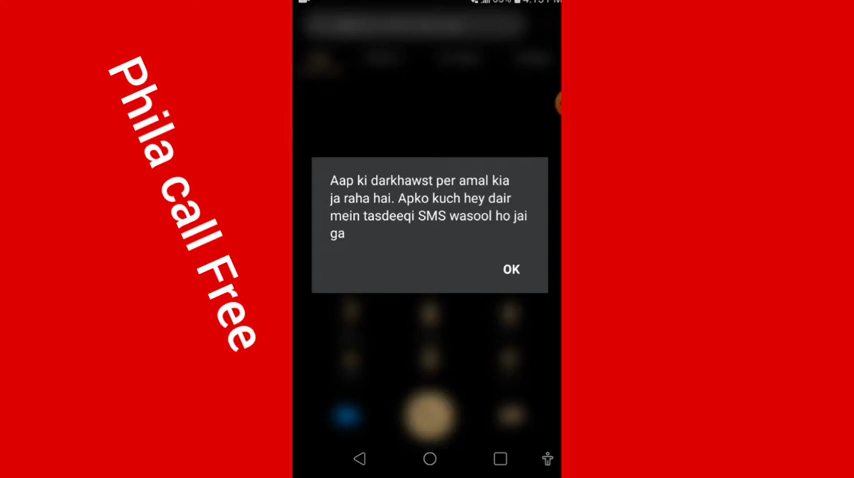 Phila call Free
Aap ki darkhawst per amal kia
ja raha hai. Apko kuch hey dair
mein tasdeeqi SMS wasool ho jai
ga
OK